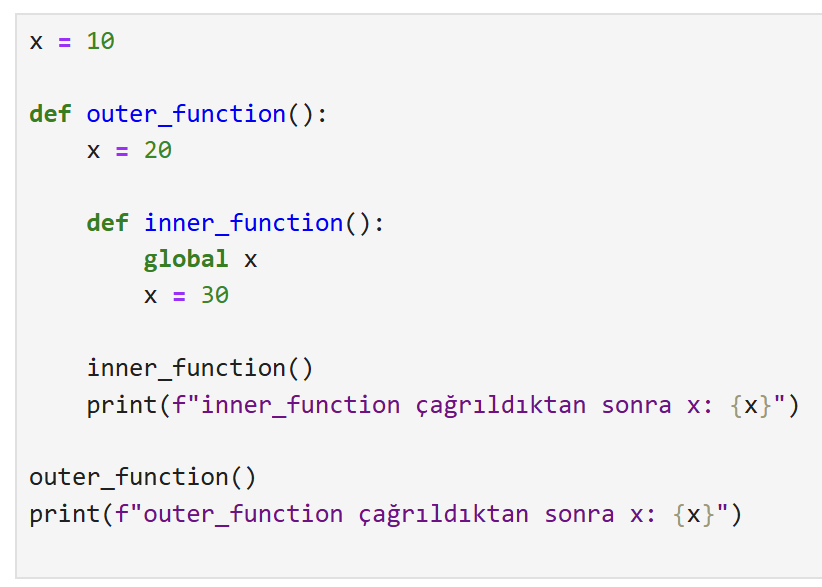 x = 10
def outer_function():
    x = 20
    def inner_function():
        global x
        x = 30
    inner_function()
    print(f"inner_function çağrıldıktan sonra x: {x}")
outer_function()
print(f"outer_function çağrıldıktan sonra x: {x}")